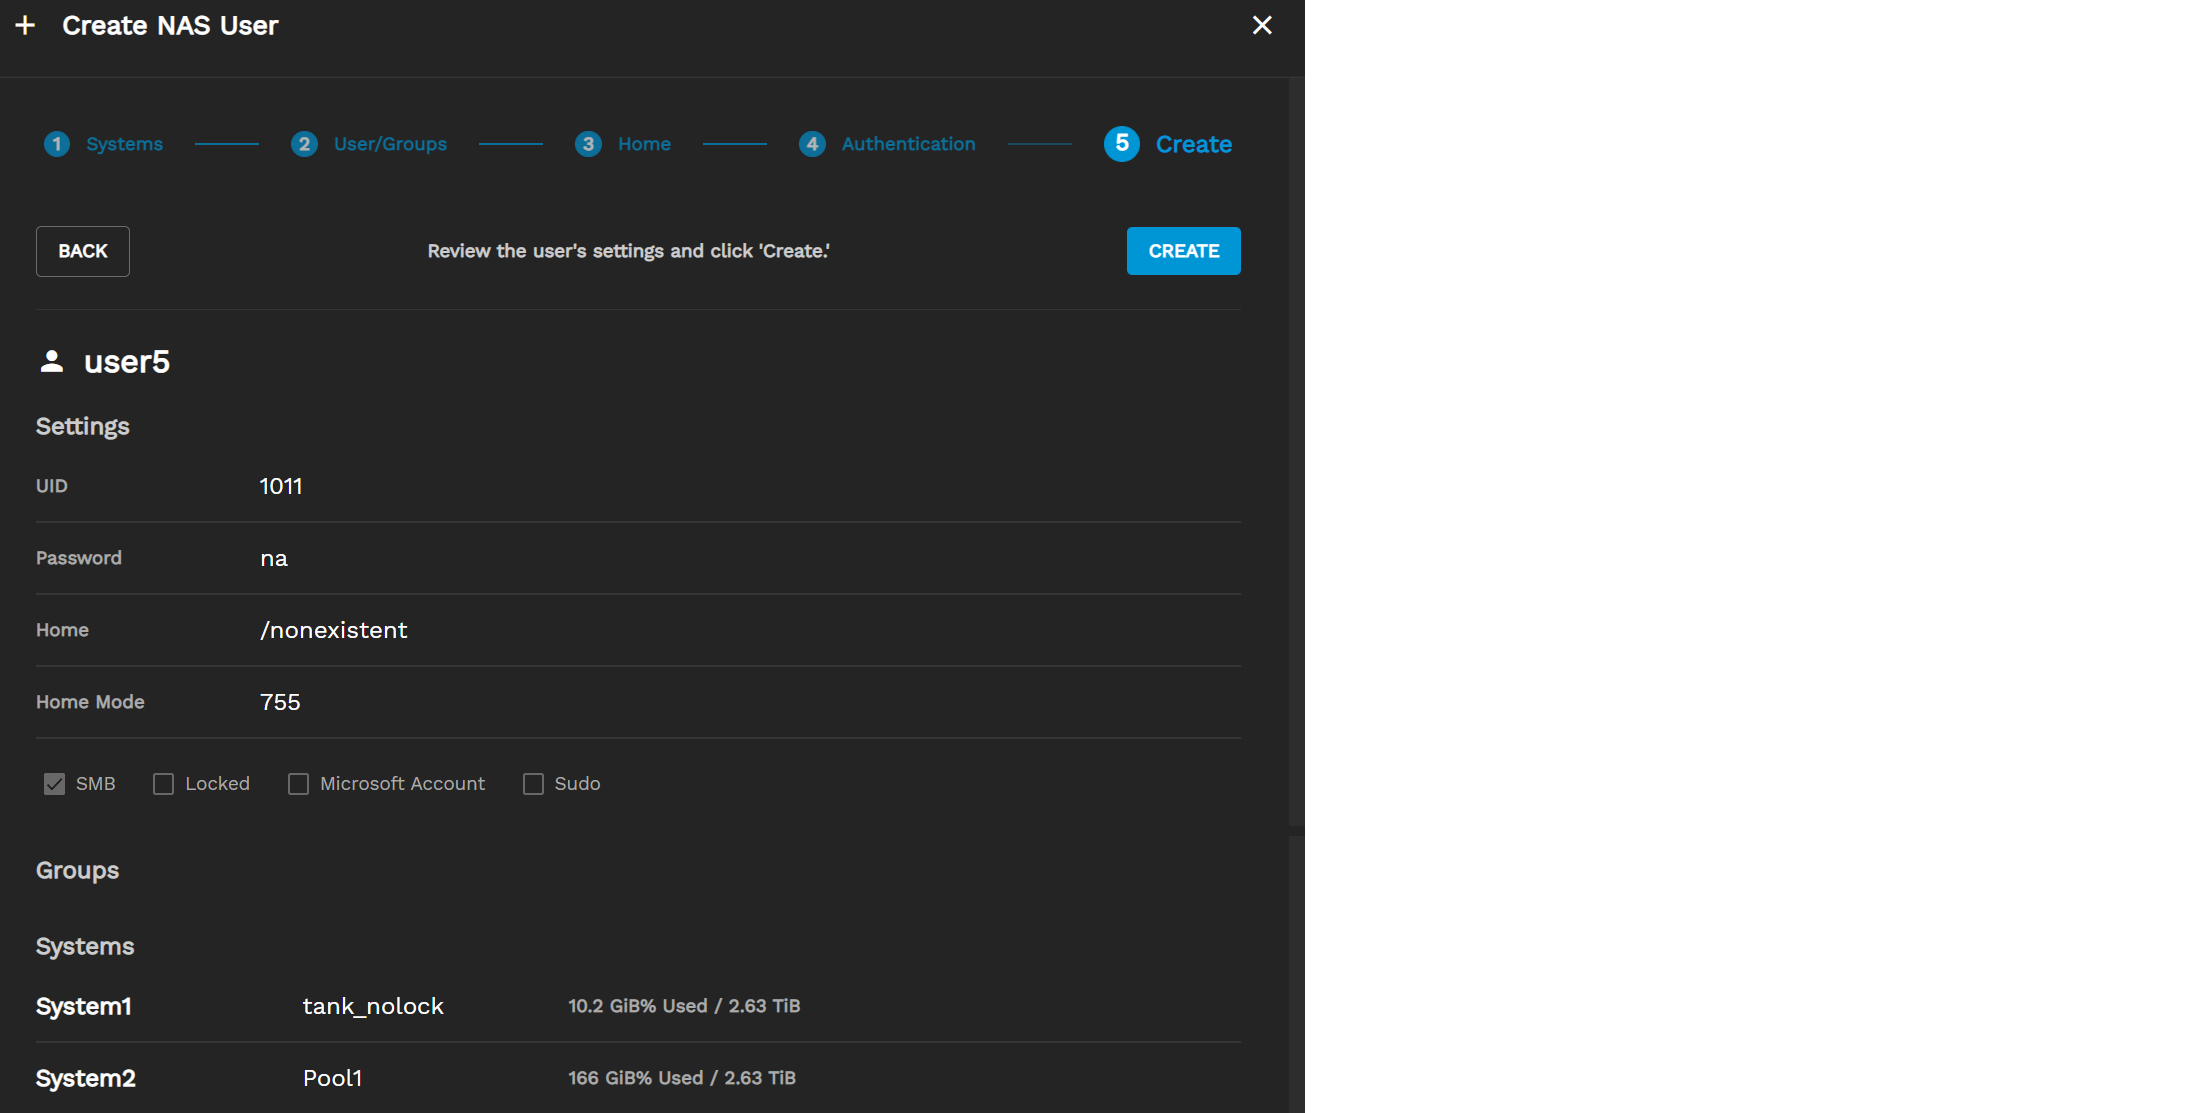 Create NAS User
1 Systems 2 User/Groups 3 Home 4 Authentication 5 Create
BACK Review the user's settings and click 'Create.' CREATE
user5
Settings
UID 1011
Password na
Home /nonexistent
Home Mode 755
SMB Locked Microsoft Account Sudo
Groups
Systems
System1 tank_nolock 10.2 GiB% Used / 2.63 TiB
System2 Pool1 166 GiB% Used / 2.63 TiB